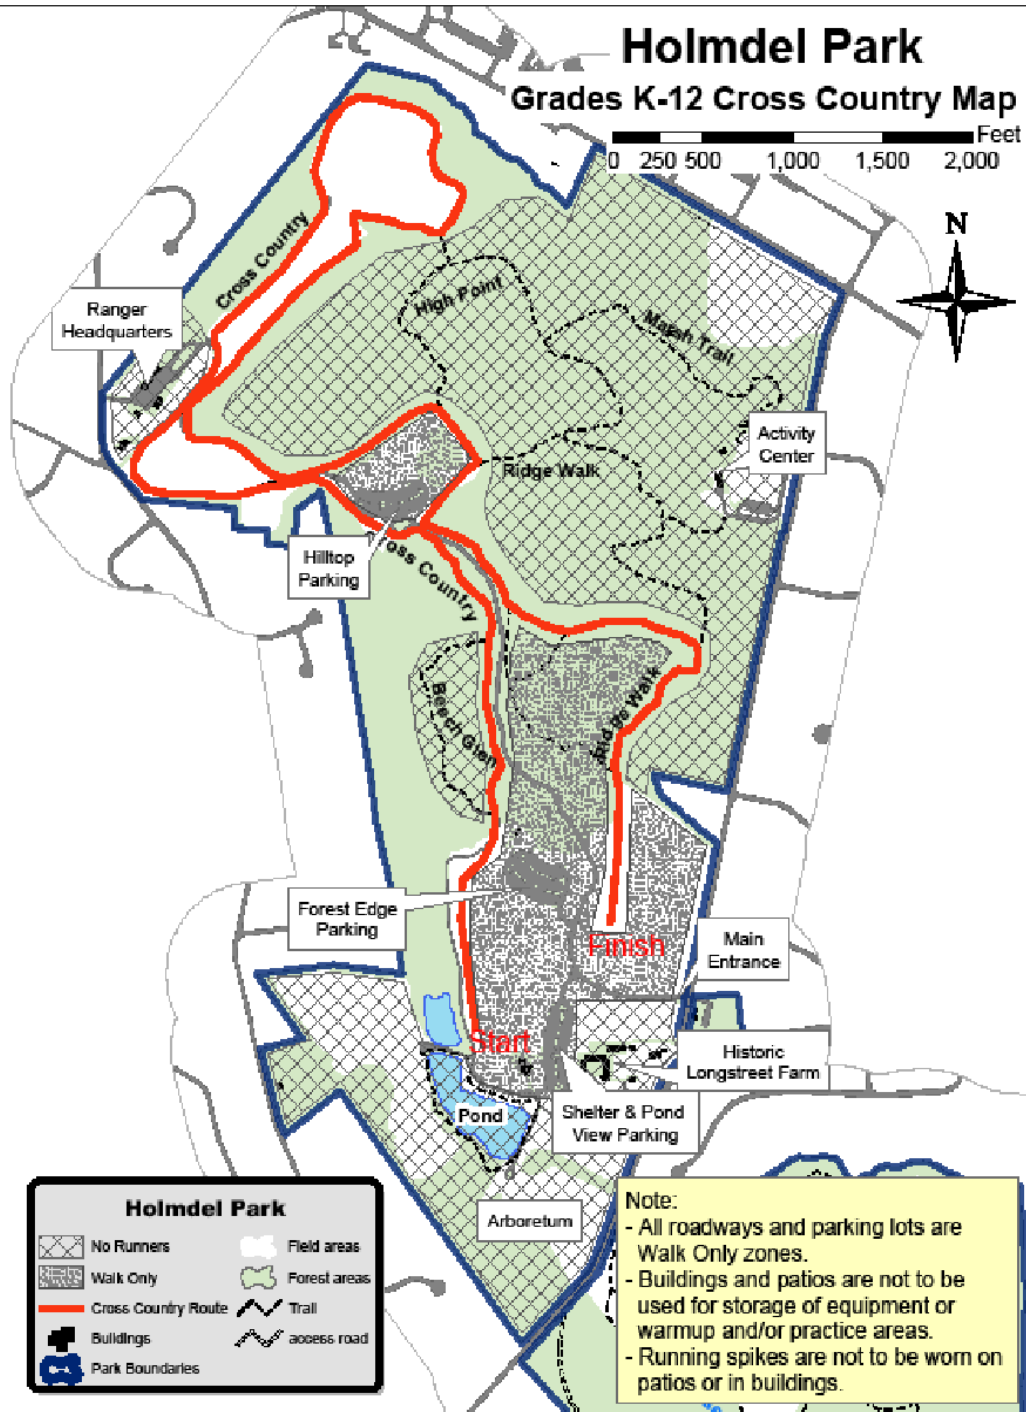 Holmdel Park
Grades K-12 Cross Country Map
Feet
0 250 500 1,000 1,500 2,000
N
Cross Country
Ranger
Headquarters
High Point
Marsh Trail
Activity
Center
Ridge Walk
Hilltop
Parking
Cross Country
Beech Glen
Ridge Walk
Forest Edge
Parking
Finish
Main
Entrance
Start
Historic
Longstreet Farm
Pond
Shelter & Pond
View Parking
Arboretum
Holmdel Park
No Runners
Field areas
Walk Only
Forest areas
Cross Country Route
Trail
Buildings
access road
Park Boundaries
Note:
- All roadways and parking lots are
Walk Only zones.
- Buildings and patios are not to be
used for storage of equipment or
warmup and/or practice areas.
- Running spikes are not to be worn on
patios or in buildings.